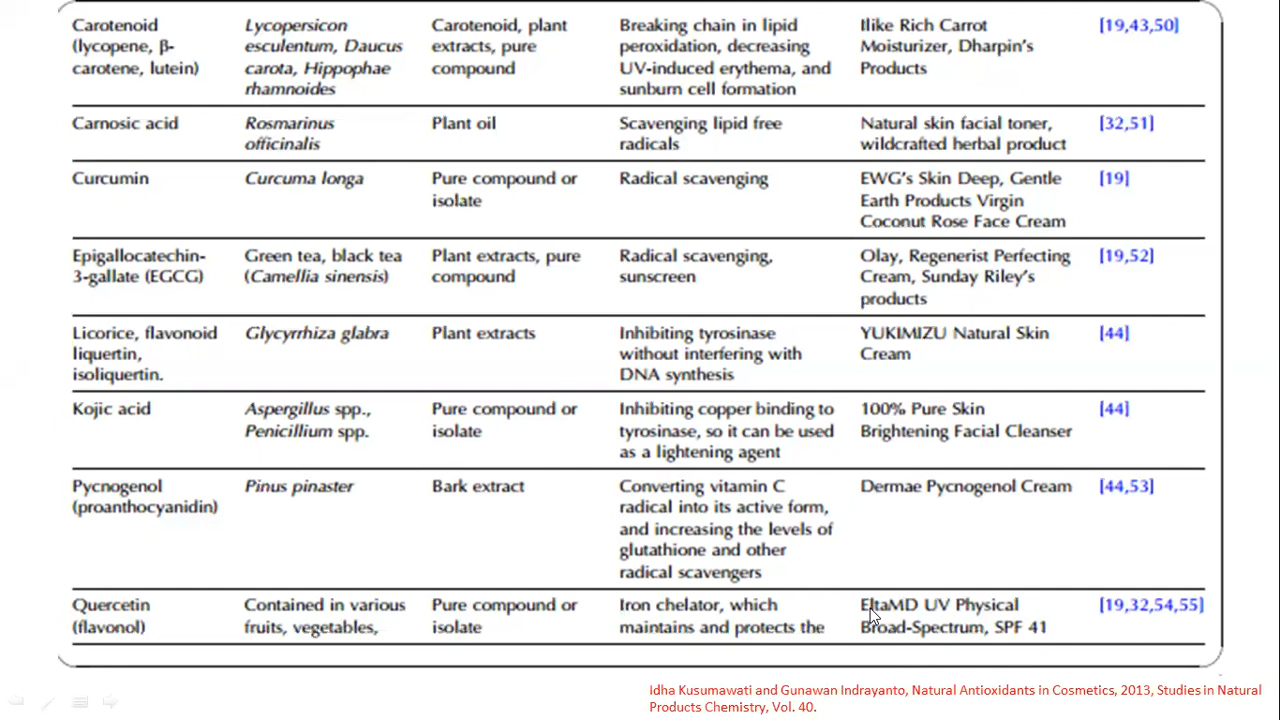 Carotenoid
(lycopene, β-
carotene, lutein)
Lycopersicon
esculentum, Daucus
carota, Hippophae
rhamnoides
Carotenoid, plant
extracts, pure
compound
Breaking chain in lipid
peroxidation, decreasing
UV-induced erythema, and
sunburn cell formation
Ilike Rich Carrot
Moisturizer, Dharpin's
Products
[19,43,50]
Carnosic acid
Rosmarinus
officinalis
Plant oil
Scavenging lipid free
radicals
Natural skin facial toner,
wildcrafted herbal product
[32,51]
Curcumin
Curcuma longa
Pure compound or
isolate
Radical scavenging
EWG's Skin Deep, Gentle
Earth Products Virgin
Coconut Rose Face Cream
[19]
Epigallocatechin-
3-gallate (EGCG)
Green tea, black tea
(Camellia sinensis)
Plant extracts, pure
compound
Radical scavenging,
sunscreen
Olay, Regenerist Perfecting
Cream, Sunday Riley's
products
[19,52]
Licorice, flavonoid
liquertin,
isoliquertin.
Glycyrrhiza glabra
Plant extracts
Inhibiting tyrosinase
without interfering with
DNA synthesis
YUKIMIZU Natural Skin
Cream
[44]
Kojic acid
Aspergillus spp.,
Penicillium spp.
Pure compound or
isolate
Inhibiting copper binding to
tyrosinase, so it can be used
as a lightening agent
100% Pure Skin
Brightening Facial Cleanser
[44]
Pycnogenol
(proanthocyanidin)
Pinus pinaster
Bark extract
Converting vitamin C
radical into its active form,
and increasing the levels of
glutathione and other
radical scavengers
Dermae Pycnogenol Cream
[44,53]
Quercetin
(flavonol)
Contained in various
fruits, vegetables,
Pure compound or
isolate
Iron chelator, which
maintains and protects the
EltaMD UV Physical
Broad-Spectrum, SPF 41
[19,32,54,55]
Idha Kusumawati and Gunawan Indrayanto, Natural Antioxidants in Cosmetics, 2013, Studies in Natural
Products Chemistry, Vol. 40.